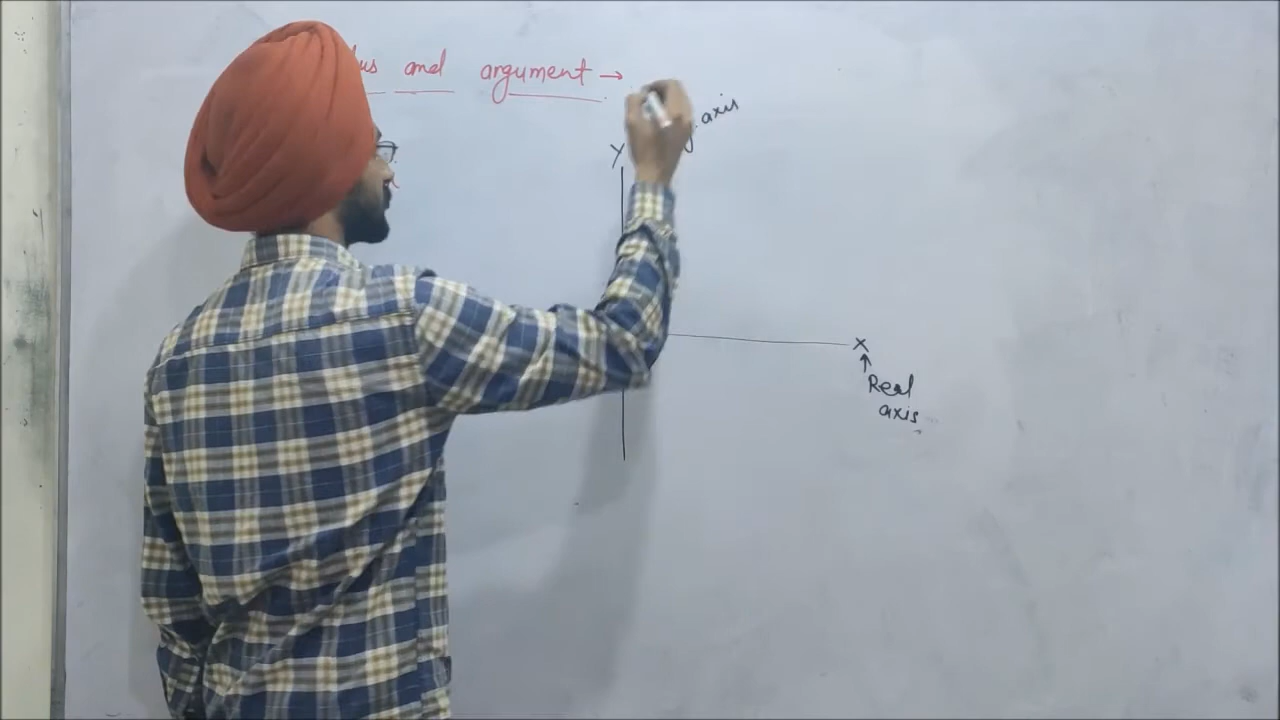 and argument →
axis
Y
X
↑
Real
axis